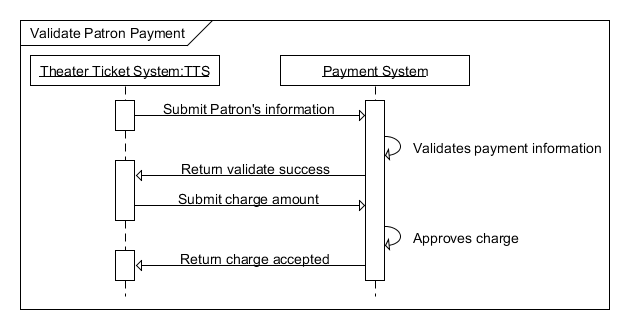 Validate Patron Payment
Theater Ticket System:TTS
Payment System
Submit Patron's information
Validates payment information
Return validate success
Submit charge amount
Approves charge
Return charge accepted